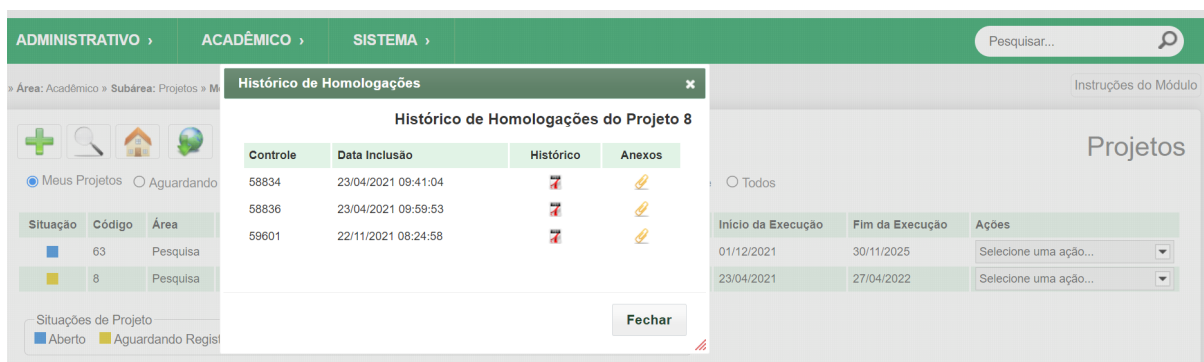 ADMINISTRATIVO › ACADÊMICO › SISTEMA › Pesquisar...
» Área: Acadêmico » Subárea: Projetos » Instruções do Módulo
Histórico de Homologações
Histórico de Homologações do Projeto 8
Projetos
Controle Data Inclusão Histórico Anexos
58834 23/04/2021 09:41:04
58836 23/04/2021 09:59:53
59601 22/11/2021 08:24:58
Fechar
Meus Projetos Aguardando Todos
Situação Código Área Início da Execução Fim da Execução Ações
63 Pesquisa 01/12/2021 30/11/2025 Selecione uma ação...
8 Pesquisa 23/04/2021 27/04/2022 Selecione uma ação...
Situações de Projeto
Aberto Aguardando Regist